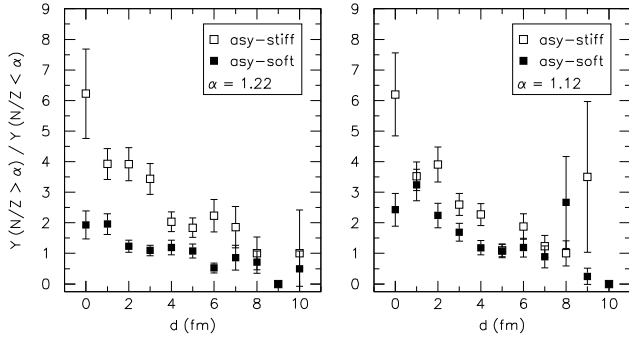 Y (N/Z > α) / Y (N/Z < α)
9
8
7
6
5
4
3
2
1
0
asy-stiff
asy-soft
α = 1.22
0 2 4 6 8 10
d (fm)
9
8
7
6
5
4
3
2
1
0
asy-stiff
asy-soft
α = 1.12
0 2 4 6 8 10
d (fm)